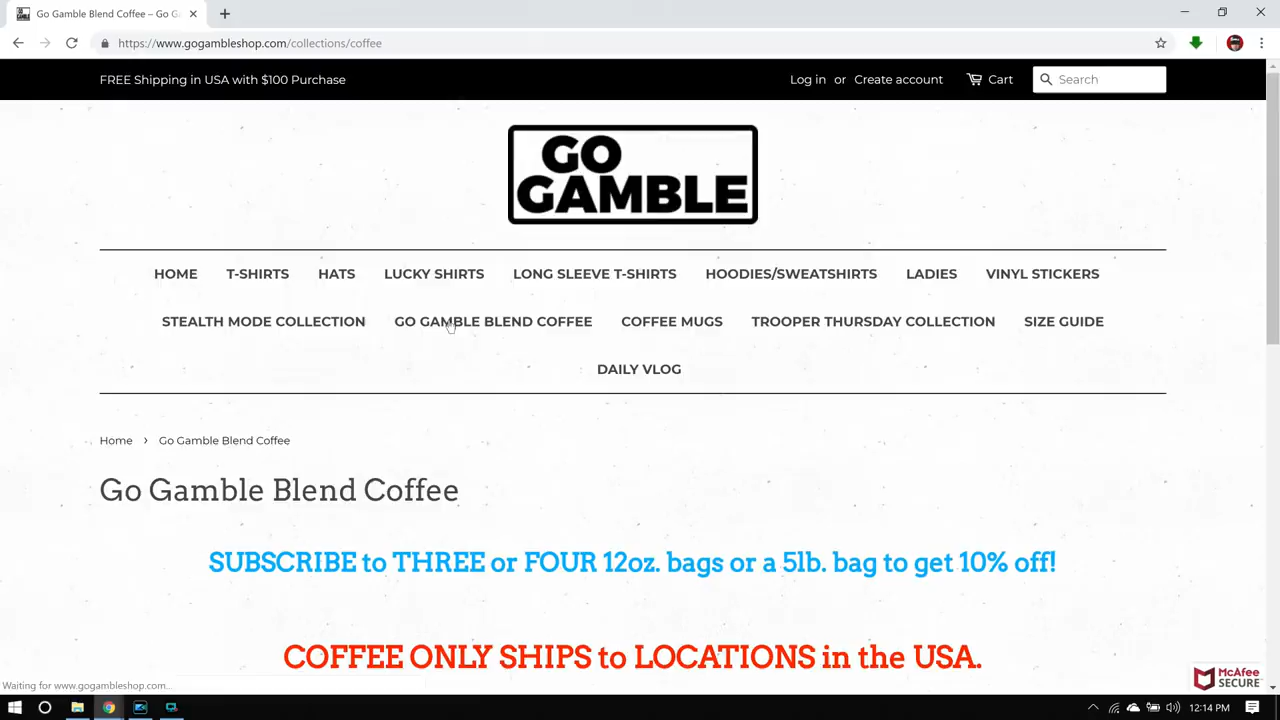 Go Gamble Blend Coffee – Go G
https://www.gogambleshop.com/collections/coffee
FREE Shipping in USA with $100 Purchase
Log in or Create account Cart Search
GO
GAMBLE
HOME T-SHIRTS HATS LUCKY SHIRTS LONG SLEEVE T-SHIRTS HOODIES/SWEATSHIRTS LADIES VINYL STICKERS
STEALTH MODE COLLECTION GO GAMBLE BLEND COFFEE COFFEE MUGS TROOPER THURSDAY COLLECTION SIZE GUIDE
DAILY VLOG
Home › Go Gamble Blend Coffee
Go Gamble Blend Coffee
SUBSCRIBE to THREE or FOUR 12oz. bags or a 5lb. bag to get 10% off!
COFFEE ONLY SHIPS to LOCATIONS in the USA.
McAfee
SECURE
Waiting for www.gogambleshop.com...
12:14 PM